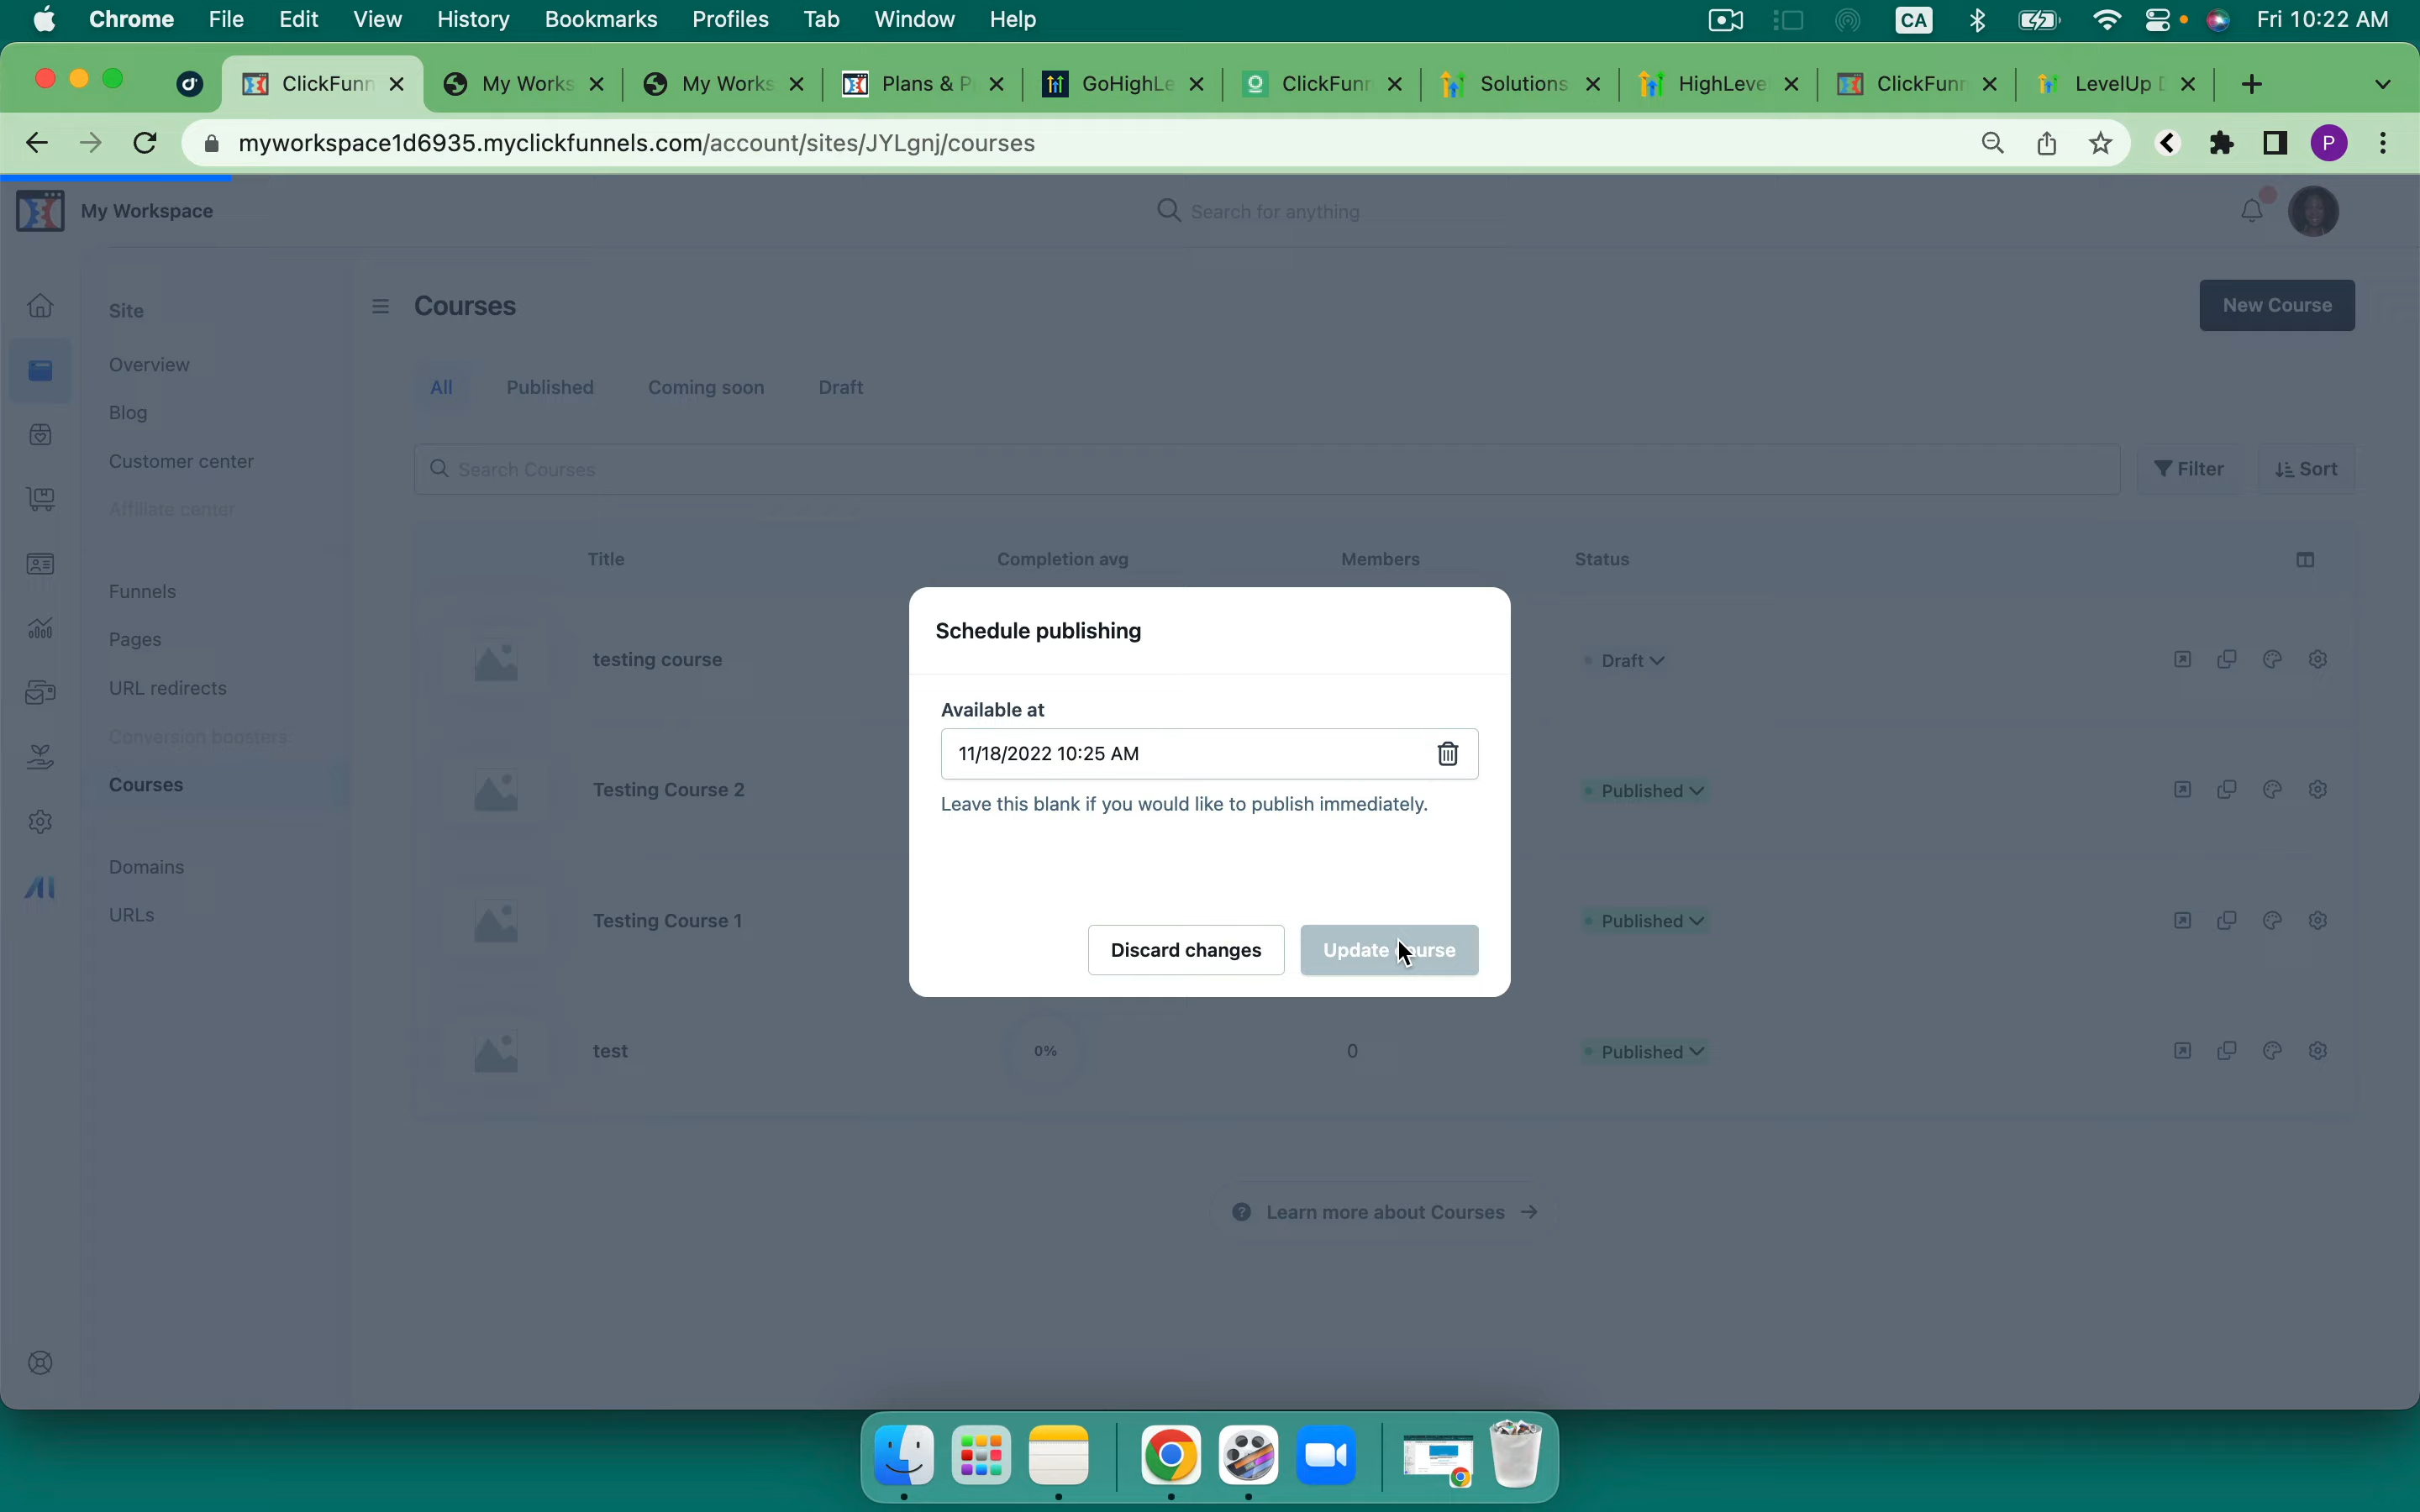 Chrome File Edit View History Bookmarks Profiles Tab Window Help CA Fri 10:22 AM
ClickFunn My Works My Works Plans & P GoHighLe ClickFunr Solutions HighLeve ClickFunr LevelUp
myworkspace1d6935.myclickfunnels.com/account/sites/JYLgnj/courses P
My Workspace Search for anything
Site
Overview
Blog
Customer center
Affiliate center
Funnels
Pages
URL redirects
Conversion boosters
Courses
Domains
URLs
Courses New Course
All Published Coming soon Draft
Search Courses Filter Sort
Title Completion avg Members Status
testing course Draft
Testing Course 2 Published
Testing Course 1 Published
test 0% 0 Published
Learn more about Courses
Schedule publishing
Available at
11/18/2022 10:25 AM
Leave this blank if you would like to publish immediately.
Discard changes Update